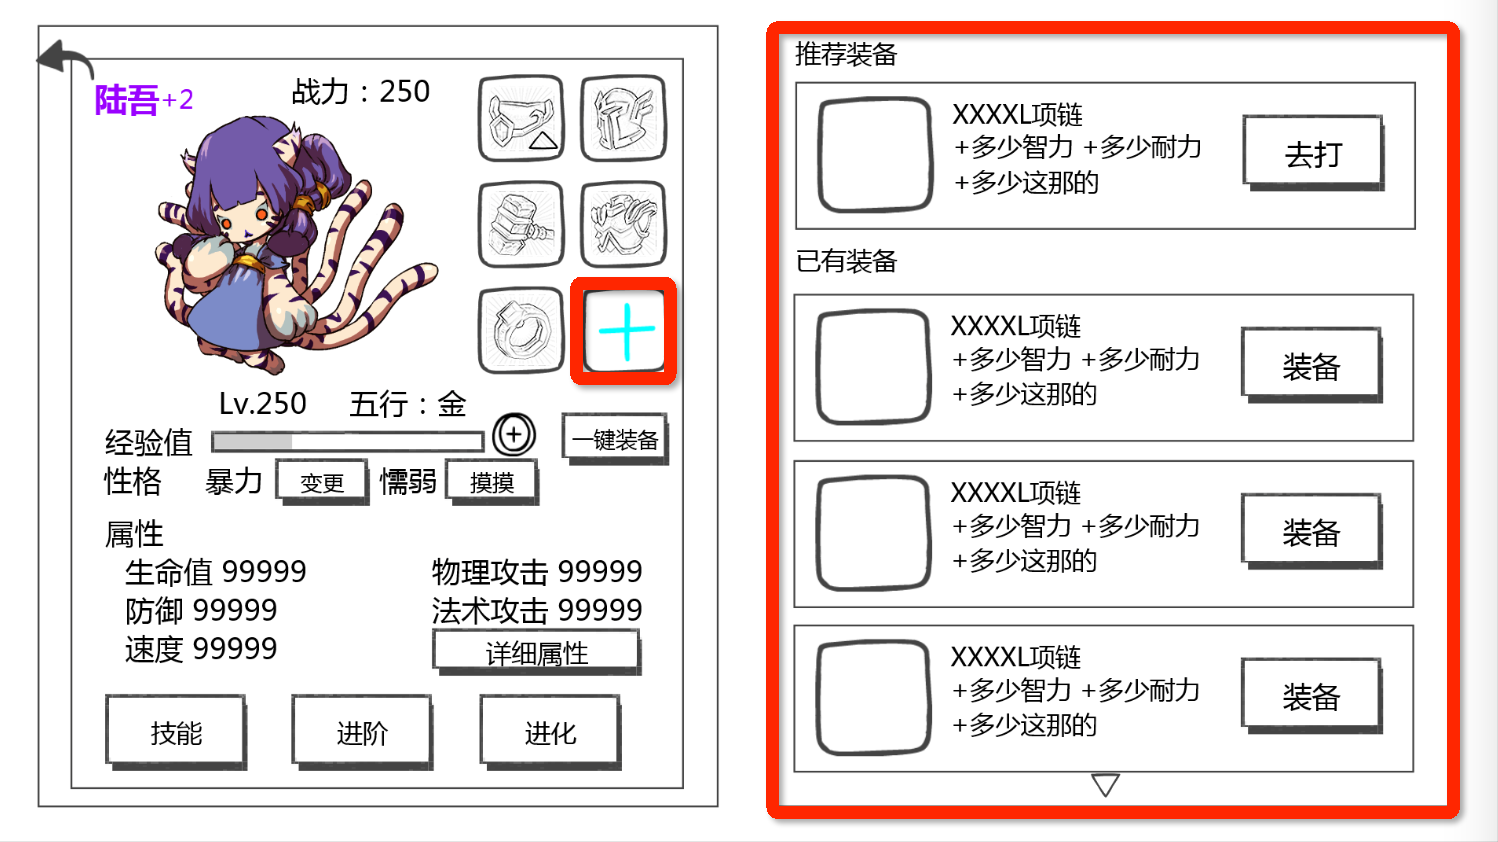 陆吾+2
战力：250
Lv.250 五行：金
经验值
一键装备
性格 暴力 变更 懦弱 摸摸
属性
生命值 99999 物理攻击 99999
防御 99999 法术攻击 99999
速度 99999 详细属性
技能 进阶 进化
推荐装备
XXXXL项链
+多少智力 +多少耐力
+多少这那的
去打
已有装备
XXXXL项链
+多少智力 +多少耐力
+多少这那的
装备
XXXXL项链
+多少智力 +多少耐力
+多少这那的
装备
XXXXL项链
+多少智力 +多少耐力
+多少这那的
装备